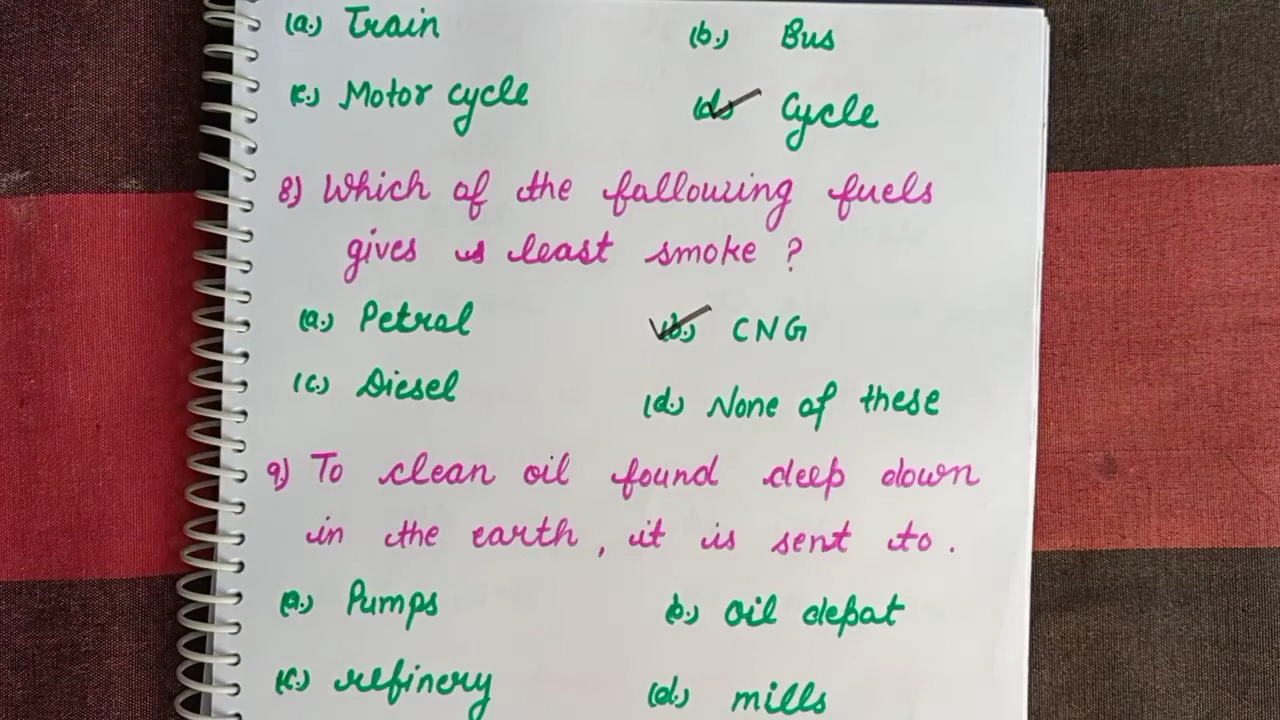 (a.) Train (b.) Bus
(c.) Motor cycle (d.) Cycle
8) Which of the following fuels
gives us least smoke ?
(a.) Petrol (b.) CNG
(c.) Diesel (d.) None of these
9) To clean oil found deep down
in the earth, it is sent to.
(a.) Pumps (b.) oil depot
(c.) refinery (d.) mills